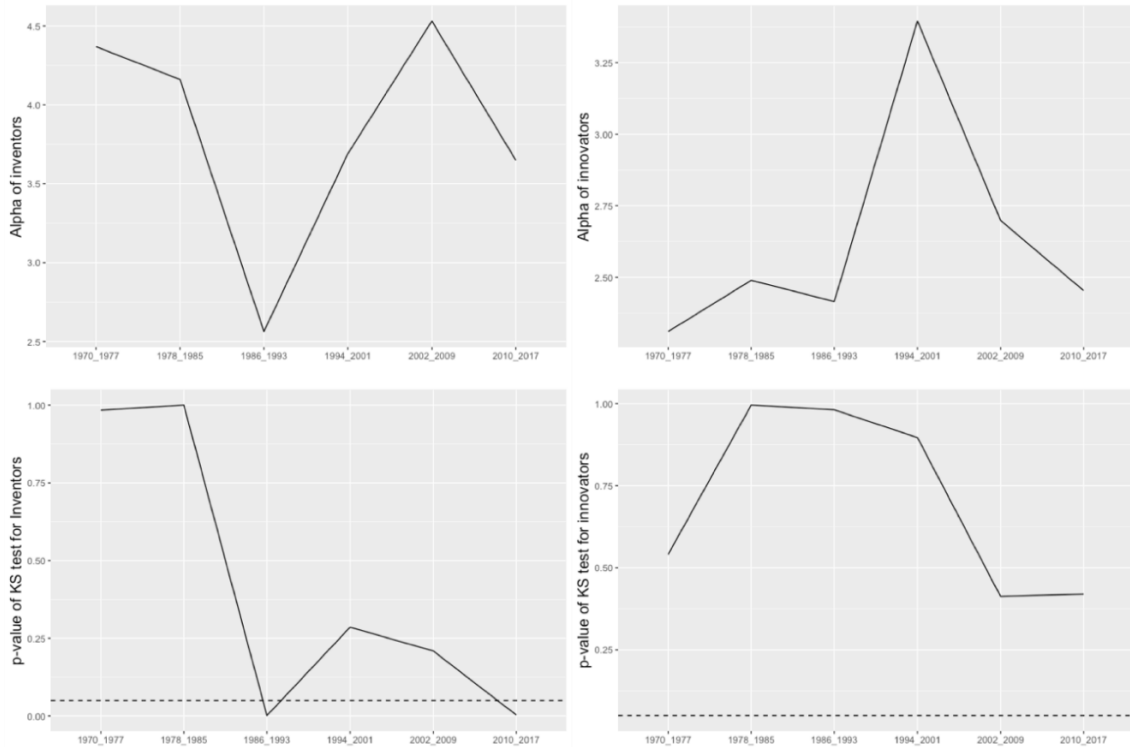 Alpha of inventors
4.5
4.0
3.5
3.0
2.5
1970_1977 1978_1985 1986_1993 1994_2001 2002_2009 2010_2017
Alpha of innovators
3.25
3.00
2.75
2.50
1970_1977 1978_1985 1986_1993 1994_2001 2002_2009 2010_2017
p-value of KS test for Inventors
1.00
0.75
0.50
0.25
0.00
1970_1977 1978_1985 1986_1993 1994_2001 2002_2009 2010_2017
p-value of KS test for innovators
1.00
0.75
0.50
0.25
1970_1977 1978_1985 1986_1993 1994_2001 2002_2009 2010_2017